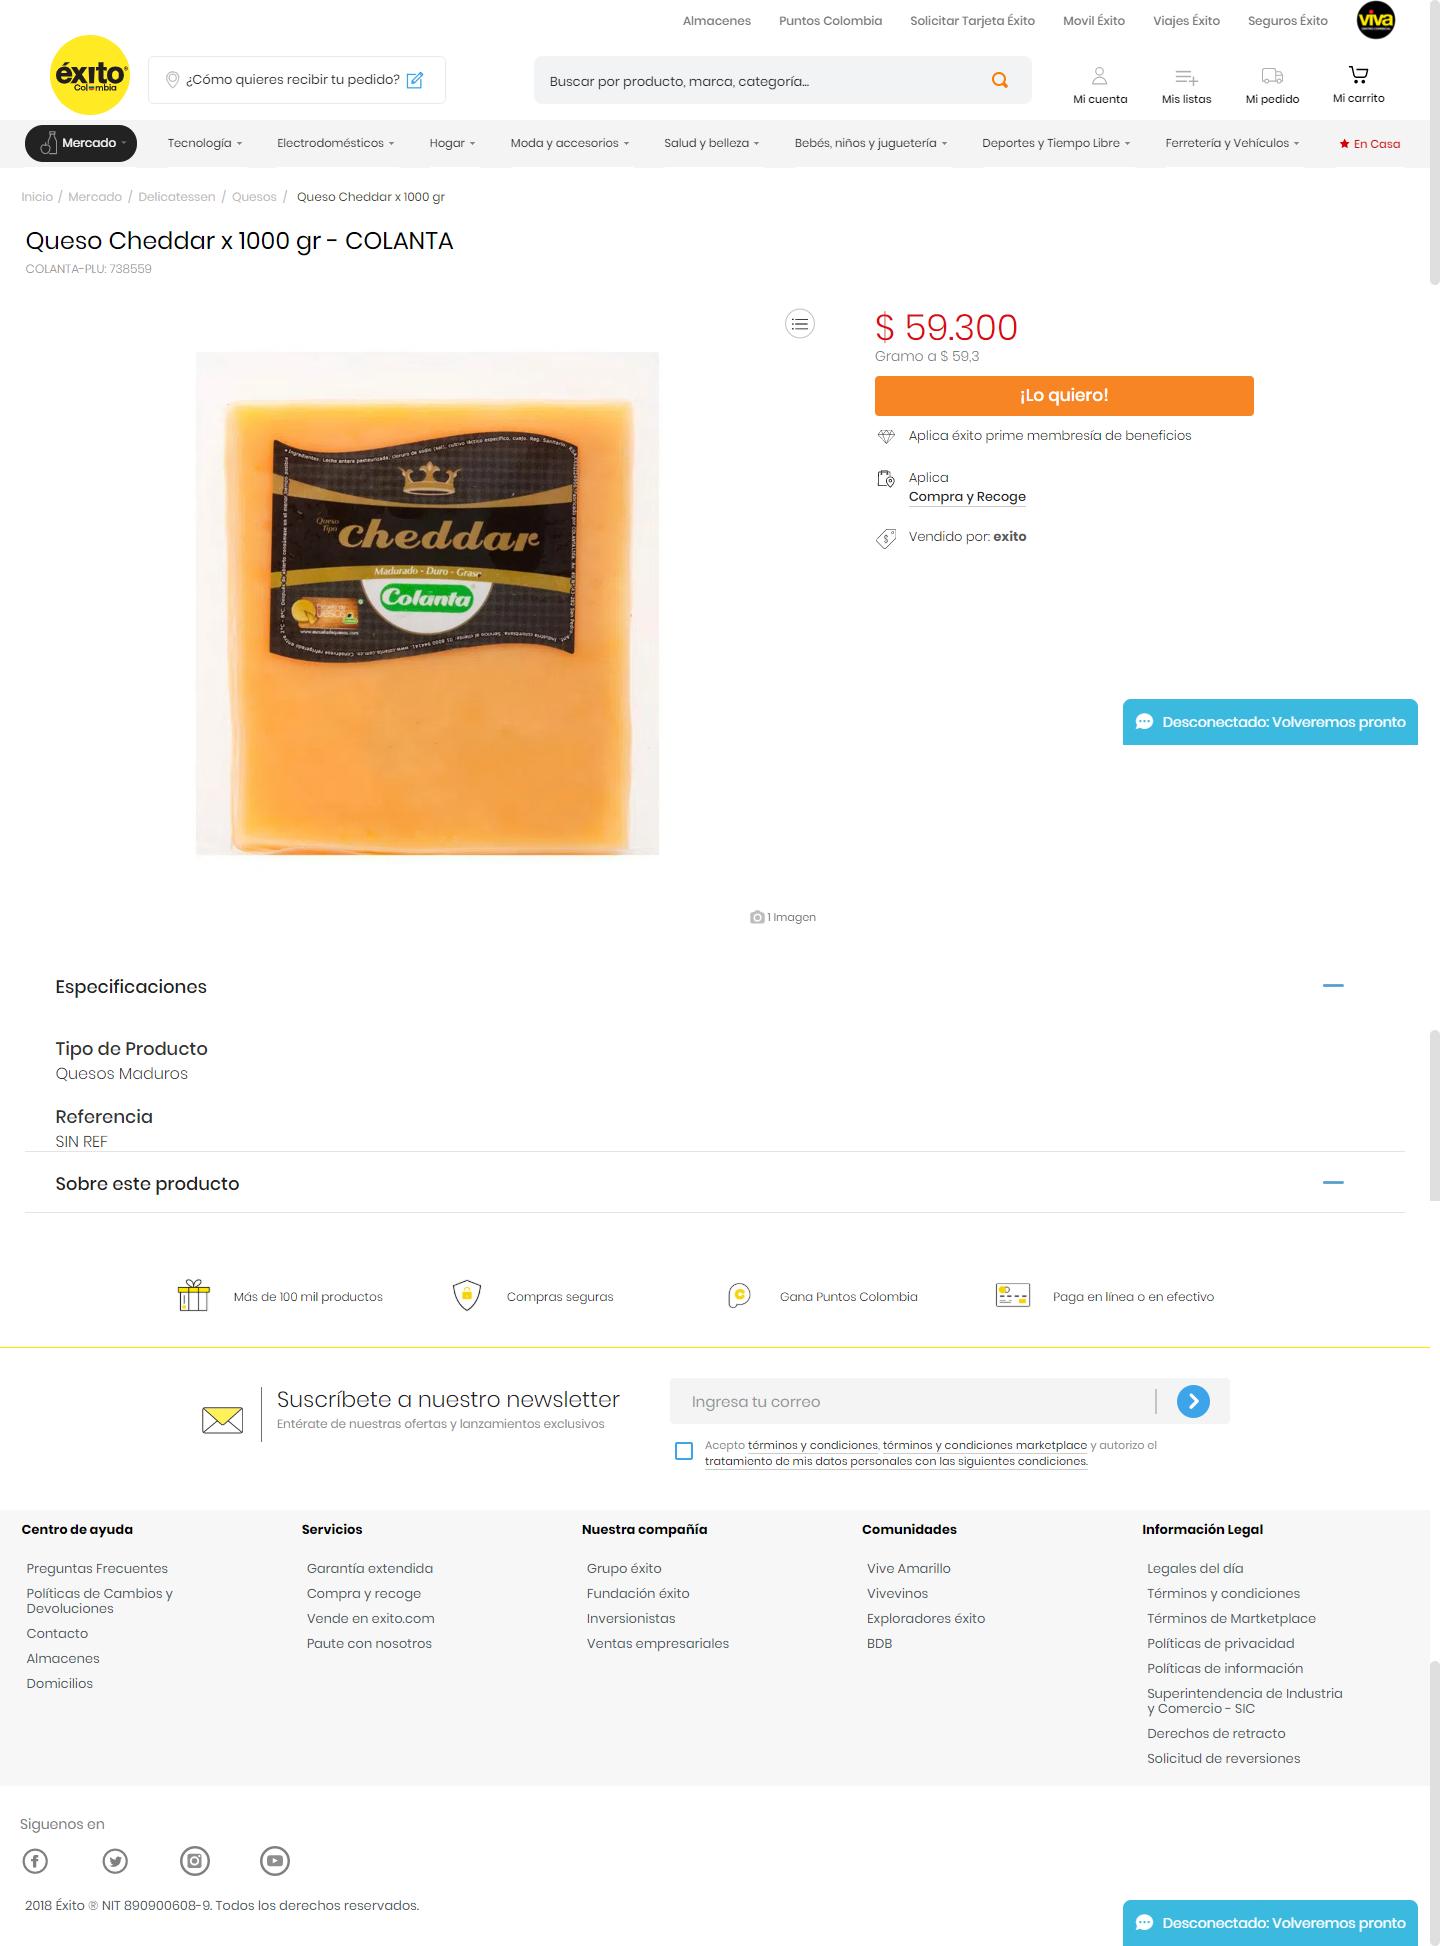 Almacenes Puntos Colombia Solicitar Tarjeta Éxito Movil Éxito Viajes Éxito Seguros Éxito viva
éxito
Colombia
¿Cómo quieres recibir tu pedido?
Buscar por producto, marca, categoría...
Mi cuenta Mis listas Mi pedido Mi carrito
Mercado Tecnología Electrodomésticos Hogar Moda y accesorios Salud y belleza Bebés, niños y juguetería Deportes y Tiempo Libre Ferretería y Vehículos En Casa
Inicio / Mercado / Delicatessen / Quesos / Queso Cheddar x 1000 gr
Queso Cheddar x 1000 gr - COLANTA
COLANTA-PLU: 738559
Queso
Tipo
cheddar
Madurado - Duro - Graso
Colanta
1 Imagen
$ 59.300
Gramo a $ 59,3
¡Lo quiero!
Aplica éxito prime membresía de beneficios
Aplica
Compra y Recoge
Vendido por: exito
Desconectado: Volveremos pronto
Especificaciones
Tipo de Producto
Quesos Maduros
Referencia
SIN REF
Sobre este producto
Más de 100 mil productos Compras seguras Gana Puntos Colombia Paga en línea o en efectivo
Suscríbete a nuestro newsletter
Entérate de nuestras ofertas y lanzamientos exclusivos
Ingresa tu correo
Acepto términos y condiciones, términos y condiciones marketplace y autorizo el
tratamiento de mis datos personales con las siguientes condiciones.
Centro de ayuda
Preguntas Frecuentes
Políticas de Cambios y
Devoluciones
Contacto
Almacenes
Domicilios
Servicios
Garantía extendida
Compra y recoge
Vende en exito.com
Paute con nosotros
Nuestra compañía
Grupo éxito
Fundación éxito
Inversionistas
Ventas empresariales
Comunidades
Vive Amarillo
Vivevinos
Exploradores éxito
BDB
Información Legal
Legales del día
Términos y condiciones
Términos de Martketplace
Políticas de privacidad
Políticas de información
Superintendencia de Industria
y Comercio - SIC
Derechos de retracto
Solicitud de reversiones
Siguenos en
2018 Éxito ® NIT 890900608-9. Todos los derechos reservados.
Desconectado: Volveremos pronto